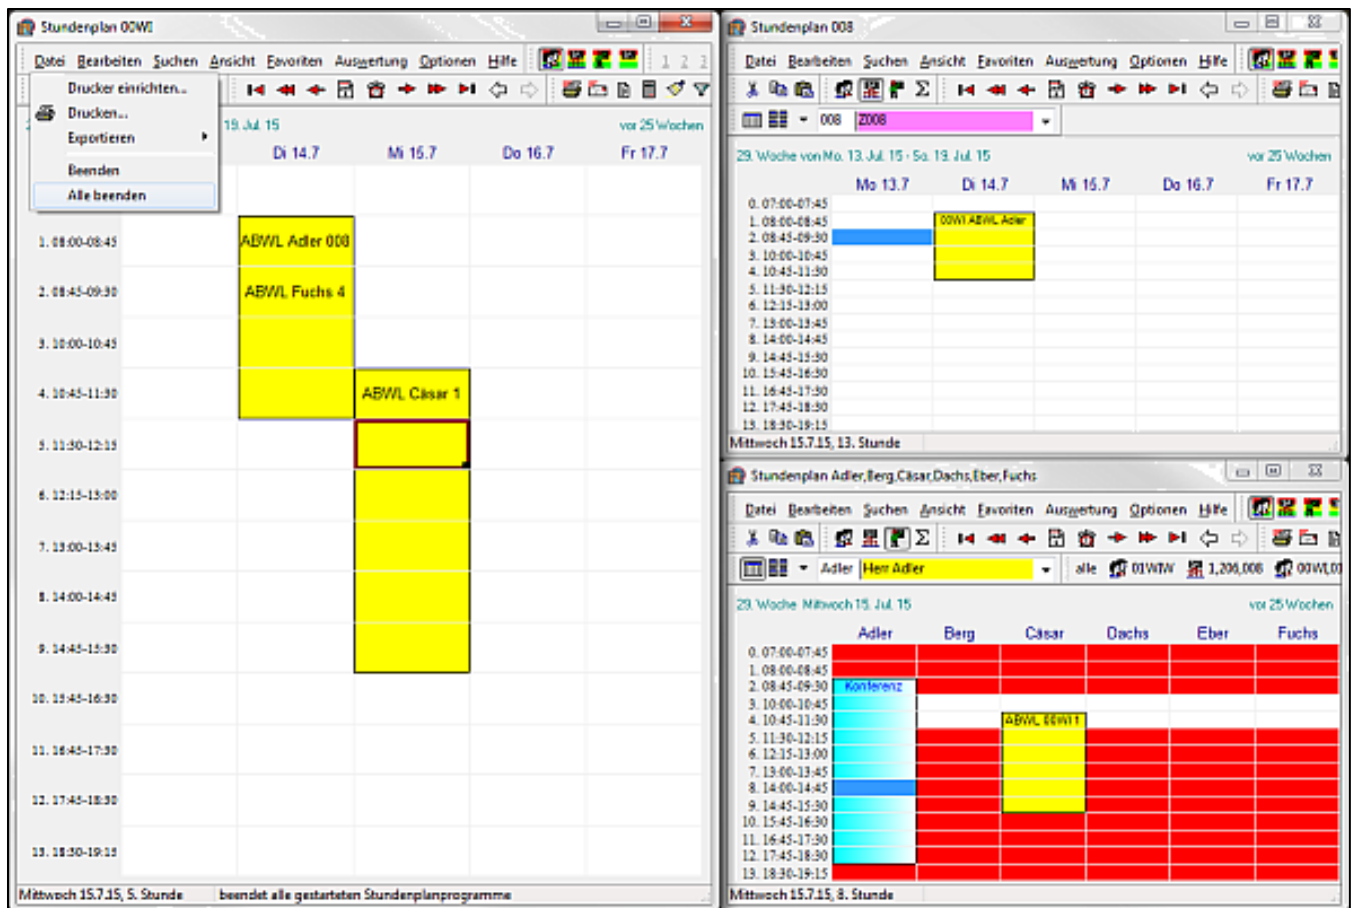 Stundenplan 00WI
Datei Bearbeiten Suchen Ansicht Favoriten Auswertung Optionen Hilfe 1 2 3
Drucker einrichten...
Drucken...
Exportieren
Beenden
Alle beenden
19. Jul. 15 vor 25 Wochen
Di 14.7 Mi 15.7 Do 16.7 Fr 17.7
1. 08:00-08:45 ABWL Adler 008
2. 08:45-09:30 ABWL Fuchs 4
3. 10:00-10:45
4. 10:45-11:30 ABWL Cäsar 1
5. 11:30-12:15
6. 12:15-13:00
7. 13:00-13:45
8. 14:00-14:45
9. 14:45-15:30
10. 15:45-16:30
11. 16:45-17:30
12. 17:45-18:30
13. 18:30-19:15
Mittwoch 15.7.15, 5. Stunde beendet alle gestarteten Stundenplanprogramme
Stundenplan 008
Datei Bearbeiten Suchen Ansicht Favoriten Auswertung Optionen Hilfe
008 Z008
29. Woche von Mo. 13. Jul. 15 - So. 19. Jul. 15 vor 25 Wochen
Mo 13.7 Di 14.7 Mi 15.7 Do 16.7 Fr 17.7
0. 07:00-07:45
1. 08:00-08:45 00WI ABWL Adler
2. 08:45-09:30
3. 10:00-10:45
4. 10:45-11:30
5. 11:30-12:15
6. 12:15-13:00
7. 13:00-13:45
8. 14:00-14:45
9. 14:45-15:30
10. 15:45-16:30
11. 16:45-17:30
12. 17:45-18:30
13. 18:30-19:15
Mittwoch 15.7.15, 13. Stunde
Stundenplan Adler,Berg,Cäsar,Dachs,Eber,Fuchs
Datei Bearbeiten Suchen Ansicht Favoriten Auswertung Optionen Hilfe
Adler Herr Adler alle 01WIW 1,206,008 00WI,01
29. Woche Mittwoch 15. Jul. 15 vor 25 Wochen
Adler Berg Cäsar Dachs Eber Fuchs
0. 07:00-07:45
1. 08:00-08:45
2. 08:45-09:30 Konferenz
3. 10:00-10:45
4. 10:45-11:30 ABWL 00WI 1
5. 11:30-12:15
6. 12:15-13:00
7. 13:00-13:45
8. 14:00-14:45
9. 14:45-15:30
10. 15:45-16:30
11. 16:45-17:30
12. 17:45-18:30
13. 18:30-19:15
Mittwoch 15.7.15, 8. Stunde